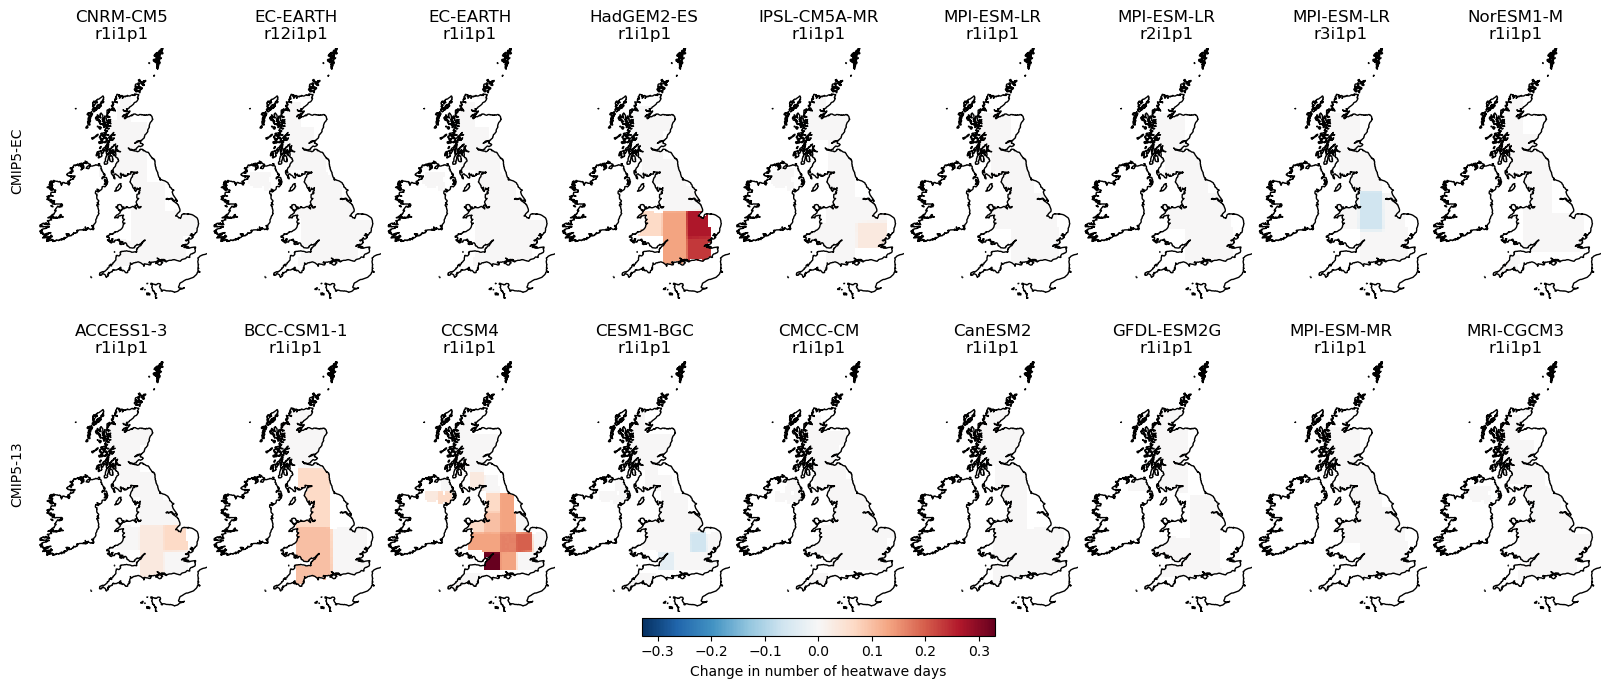 CNRM-CM5 EC-EARTH EC-EARTH HadGEM2-ES IPSL-CM5A-MR MPI-ESM-LR MPI-ESM-LR MPI-ESM-LR NorESM1-M
r1i1p1 r12i1p1 r1i1p1 r1i1p1 r1i1p1 r1i1p1 r2i1p1 r3i1p1 r1i1p1
CMIP5-EC
ACCESS1-3 BCC-CSM1-1 CCSM4 CESM1-BGC CMCC-CM CanESM2 GFDL-ESM2G MPI-ESM-MR MRI-CGCM3
r1i1p1 r1i1p1 r1i1p1 r1i1p1 r1i1p1 r1i1p1 r1i1p1 r1i1p1 r1i1p1
CMIP5-13
−0.3 −0.2 −0.1 0.0 0.1 0.2 0.3
Change in number of heatwave days